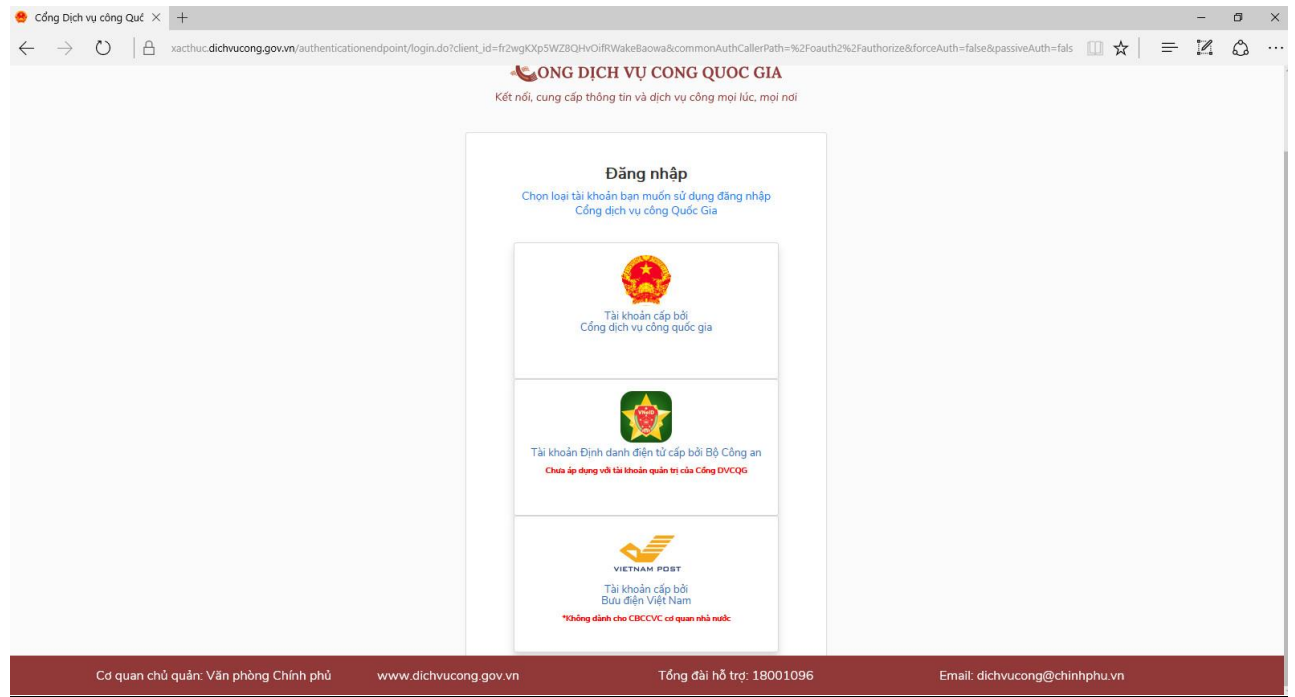 Cổng Dịch vụ công Quố
xacthuc.dichvucong.gov.vn/authenticationendpoint/login.do?client_id=fr2wgKXp5WZ8QHvOifRWakeBaowa&commonAuthCallerPath=%2Foauth2%2Fauthorize&forceAuth=false&passiveAuth=fals
CỔNG DỊCH VỤ CÔNG QUỐC GIA
Kết nối, cung cấp thông tin và dịch vụ công mọi lúc, mọi nơi
Đăng nhập
Chọn loại tài khoản bạn muốn sử dụng đăng nhập
Cổng dịch vụ công Quốc Gia
Tài khoản cấp bởi
Cổng dịch vụ công quốc gia
VNeID
Tài khoản Định danh điện tử cấp bởi Bộ Công an
Chưa áp dụng với tài khoản quản trị của Cổng DVCQG
VIETNAM POST
Tài khoản cấp bởi
Bưu điện Việt Nam
*Không dành cho CBCCVC cơ quan nhà nước
Cơ quan chủ quản: Văn phòng Chính phủ www.dichvucong.gov.vn Tổng đài hỗ trợ: 18001096 Email: dichvucong@chinhphu.vn